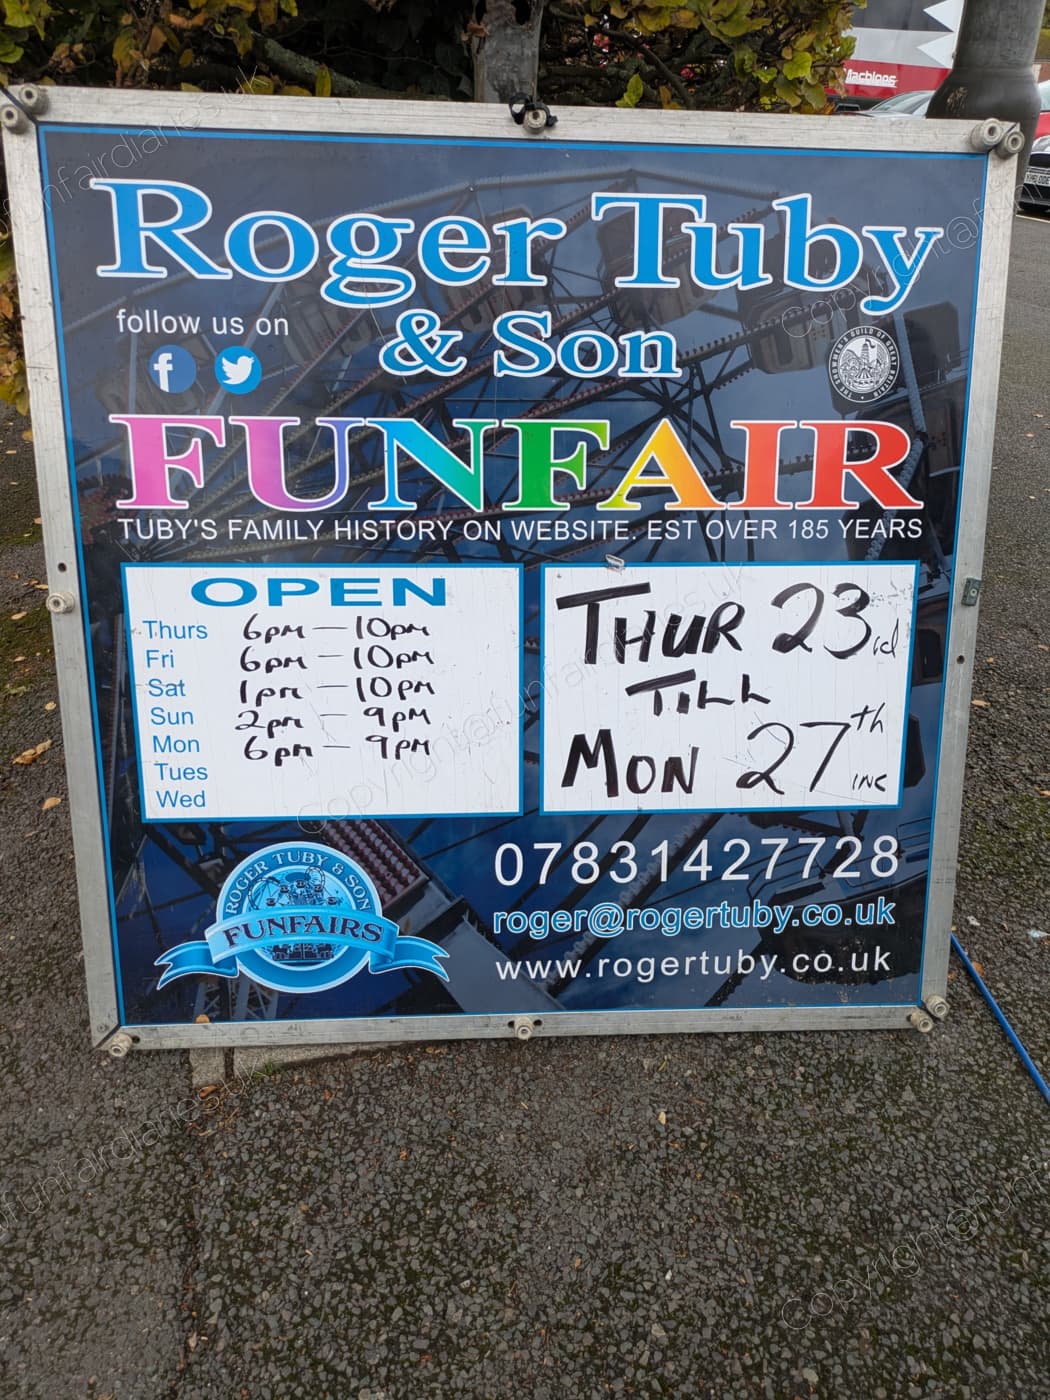 Machlees
Roger Tuby
& Son
follow us on
FUNFAIR
TUBY'S FAMILY HISTORY ON WEBSITE. EST OVER 185 YEARS
OPEN
Thurs 6pm — 10pm
Fri 6pm — 10pm
Sat 1pm — 10pm
Sun 2pm — 9pm
Mon 6pm — 9pm
Tues
Wed
THUR 23rd
TILL
MON 27th INC
07831427728
roger@rogertuby.co.uk
www.rogertuby.co.uk
ROGER TUBY & SON
FUNFAIRS